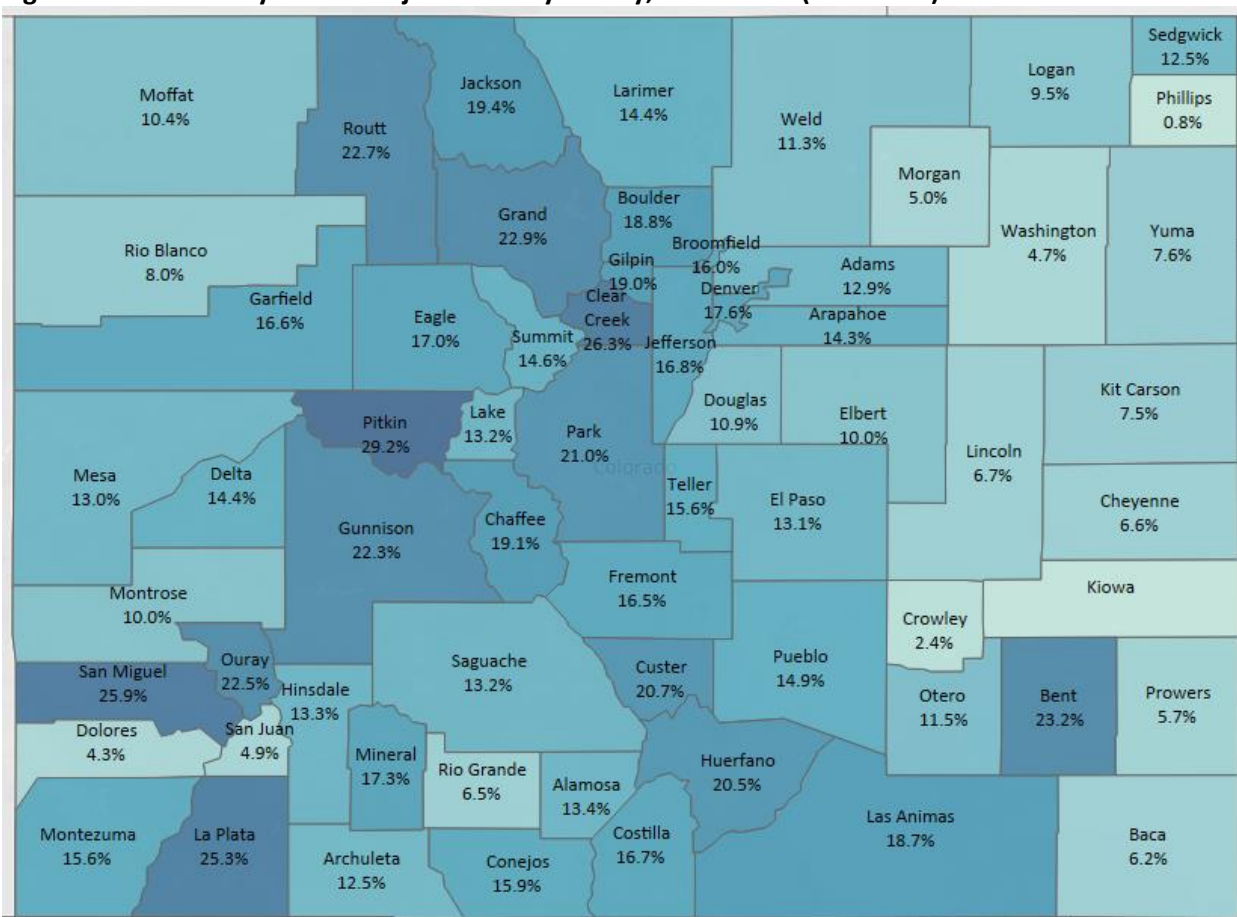 Sedgwick
12.5%
Moffat
10.4%
Routt
22.7%
Jackson
19.4%
Larimer
14.4%
Weld
11.3%
Logan
9.5%
Phillips
0.8%
Morgan
5.0%
Washington
4.7%
Yuma
7.6%
Rio Blanco
8.0%
Grand
22.9%
Boulder
18.8%
Broomfield
16.0%
Gilpin
19.0%
Denver
17.6%
Adams
12.9%
Garfield
16.6%
Eagle
17.0%
Summit
14.6%
Clear
Creek
26.3%
Jefferson
16.8%
Arapahoe
14.3%
Pitkin
29.2%
Lake
13.2%
Park
21.0%
Colorado
Douglas
10.9%
Elbert
10.0%
Kit Carson
7.5%
Lincoln
6.7%
Mesa
13.0%
Delta
14.4%
Gunnison
22.3%
Chaffee
19.1%
Teller
15.6%
El Paso
13.1%
Cheyenne
6.6%
Montrose
10.0%
Fremont
16.5%
Kiowa
Crowley
2.4%
San Miguel
25.9%
Ouray
22.5%
Hinsdale
13.3%
Saguache
13.2%
Custer
20.7%
Pueblo
14.9%
Otero
11.5%
Bent
23.2%
Prowers
5.7%
Dolores
4.3%
San Juan
4.9%
Mineral
17.3%
Rio Grande
6.5%
Alamosa
13.4%
Huerfano
20.5%
Montezuma
15.6%
La Plata
25.3%
Archuleta
12.5%
Conejos
15.9%
Costilla
16.7%
Las Animas
18.7%
Baca
6.2%